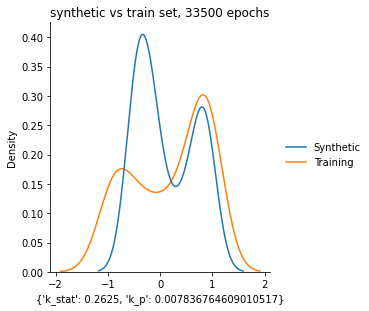 synthetic vs train set, 33500 epochs
0.40
0.35
0.30
0.25
0.20
0.15
0.10
0.05
0.00
Density
−2
−1
0
1
2
Synthetic
Training
{'k_stat': 0.2625, 'k_p': 0.007836764609010517}